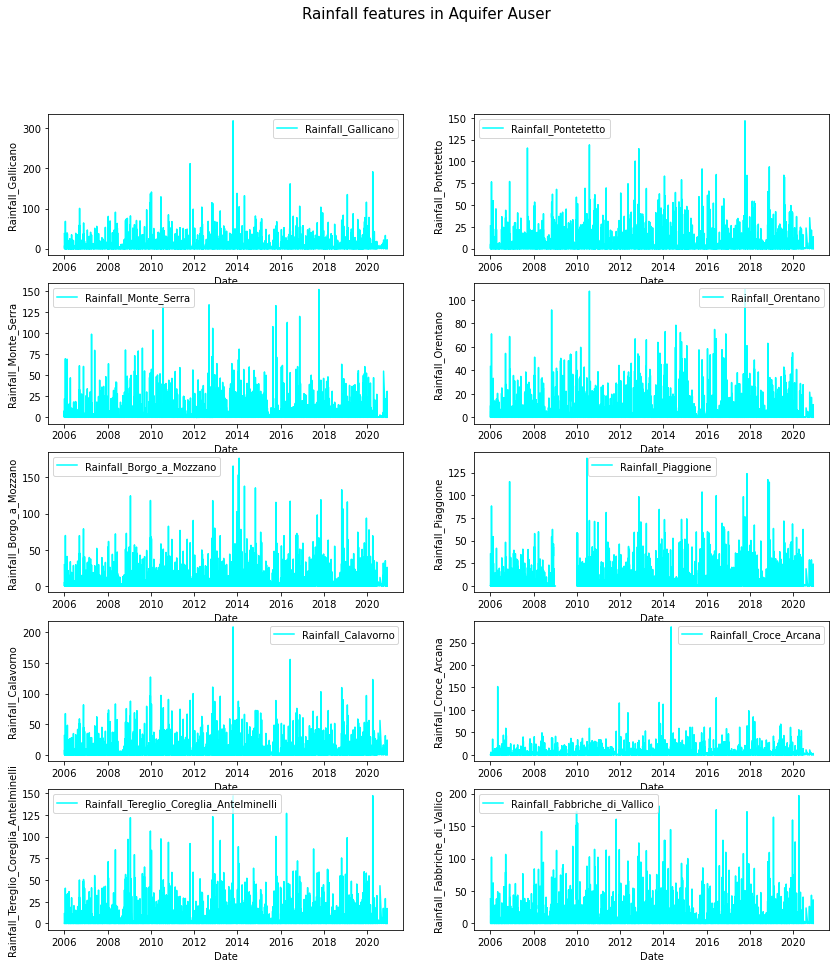 Rainfall features in Aquifer Auser
Rainfall_Gallicano
300
200
100
0
Rainfall_Gallicano
2006 2008 2010 2012 2014 2016 2018 2020
Date
Rainfall_Pontetetto
150
125
100
75
50
25
0
Rainfall_Pontetetto
2006 2008 2010 2012 2014 2016 2018 2020
Date
Rainfall_Monte_Serra
150
125
100
75
50
25
0
Rainfall_Monte_Serra
2006 2008 2010 2012 2014 2016 2018 2020
Date
Rainfall_Orentano
100
80
60
40
20
0
Rainfall_Orentano
2006 2008 2010 2012 2014 2016 2018 2020
Date
Rainfall_Borgo_a_Mozzano
150
100
50
0
Rainfall_Borgo_a_Mozzano
2006 2008 2010 2012 2014 2016 2018 2020
Date
Rainfall_Piaggione
125
100
75
50
25
0
Rainfall_Piaggione
2006 2008 2010 2012 2014 2016 2018 2020
Date
Rainfall_Calavorno
200
150
100
50
0
Rainfall_Calavorno
2006 2008 2010 2012 2014 2016 2018 2020
Date
Rainfall_Croce_Arcana
250
200
150
100
50
0
Rainfall_Croce_Arcana
2006 2008 2010 2012 2014 2016 2018 2020
Date
Rainfall_Tereglio_Coreglia_Antelminelli
150
125
100
75
50
25
0
Rainfall_Tereglio_Coreglia_Antelminelli
2006 2008 2010 2012 2014 2016 2018 2020
Date
Rainfall_Fabbriche_di_Vallico
200
150
100
50
0
Rainfall_Fabbriche_di_Vallico
2006 2008 2010 2012 2014 2016 2018 2020
Date